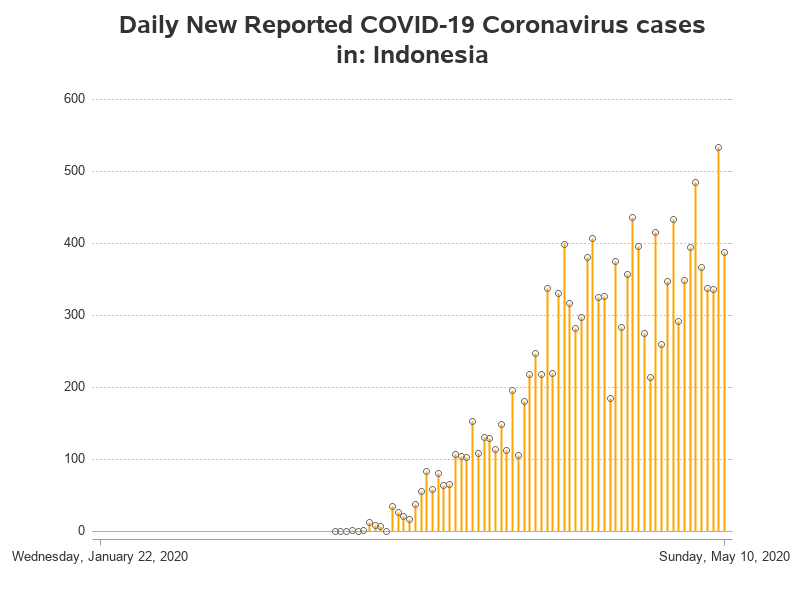 Daily New Reported COVID-19 Coronavirus cases
in: Indonesia
600
500
400
300
200
100
0
Wednesday, January 22, 2020
Sunday, May 10, 2020